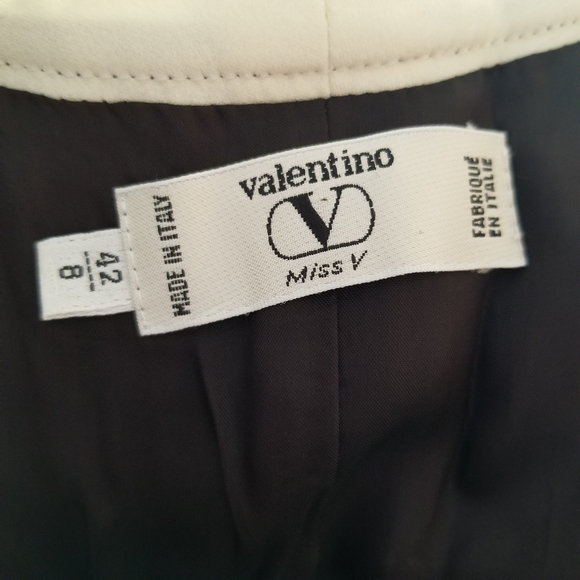 42
8
MADE IN ITALY
valentino
V
Miss V
FABRIQUÉ
EN ITALIE